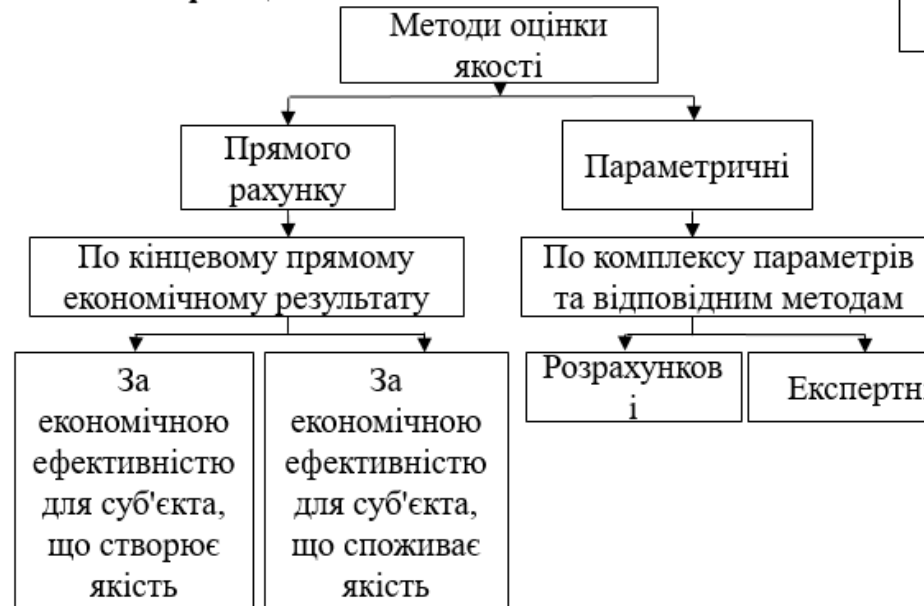 Методи оцінки
якості
Прямого
рахунку
Параметричні
По кінцевому прямому
економічному результату
По комплексу параметрів
та відповідним методам
За
економічною
ефективністю
для суб'єкта,
що створює
якість
За
економічною
ефективністю
для суб'єкта,
що споживає
якість
Розрахунков
і
Експертн